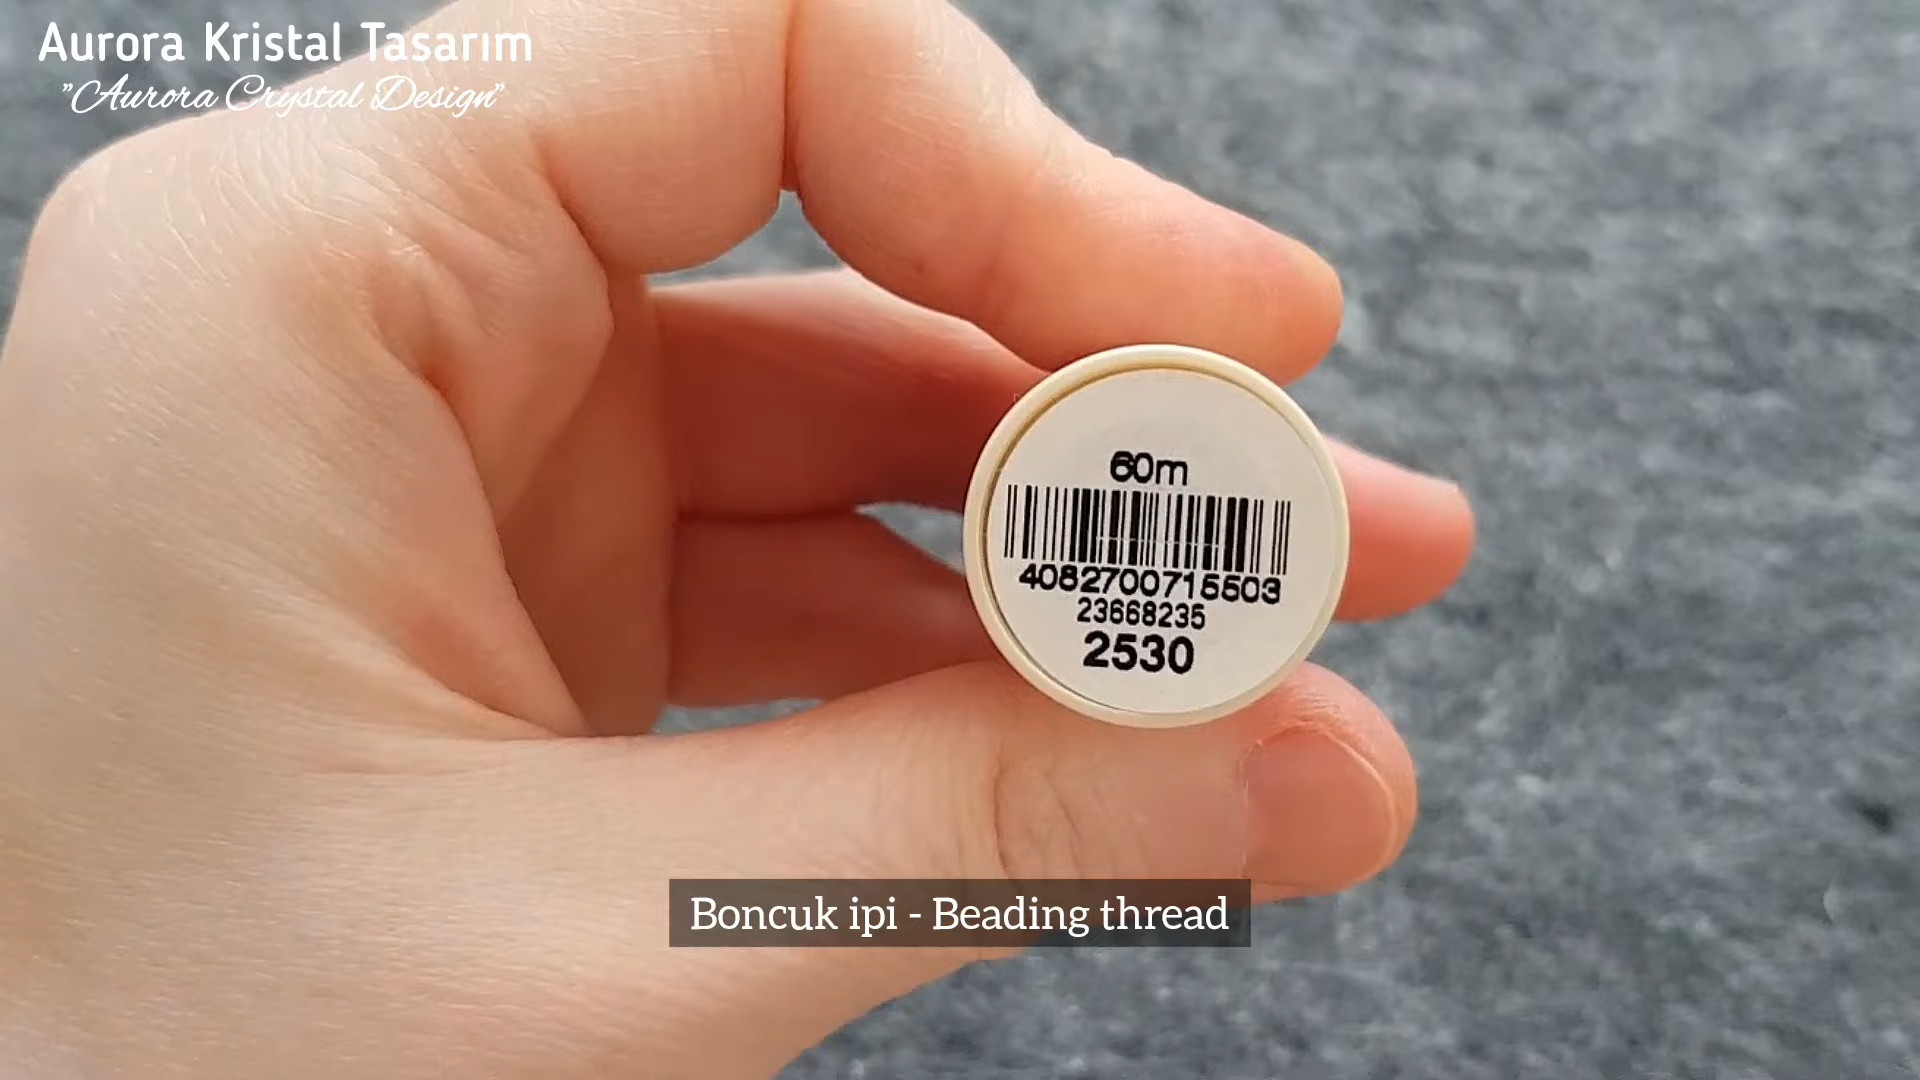 Aurora Kristal Tasarım
"Aurora Crystal Design"
60m
4082700715503
23668235
2530
Boncuk ipi - Beading thread